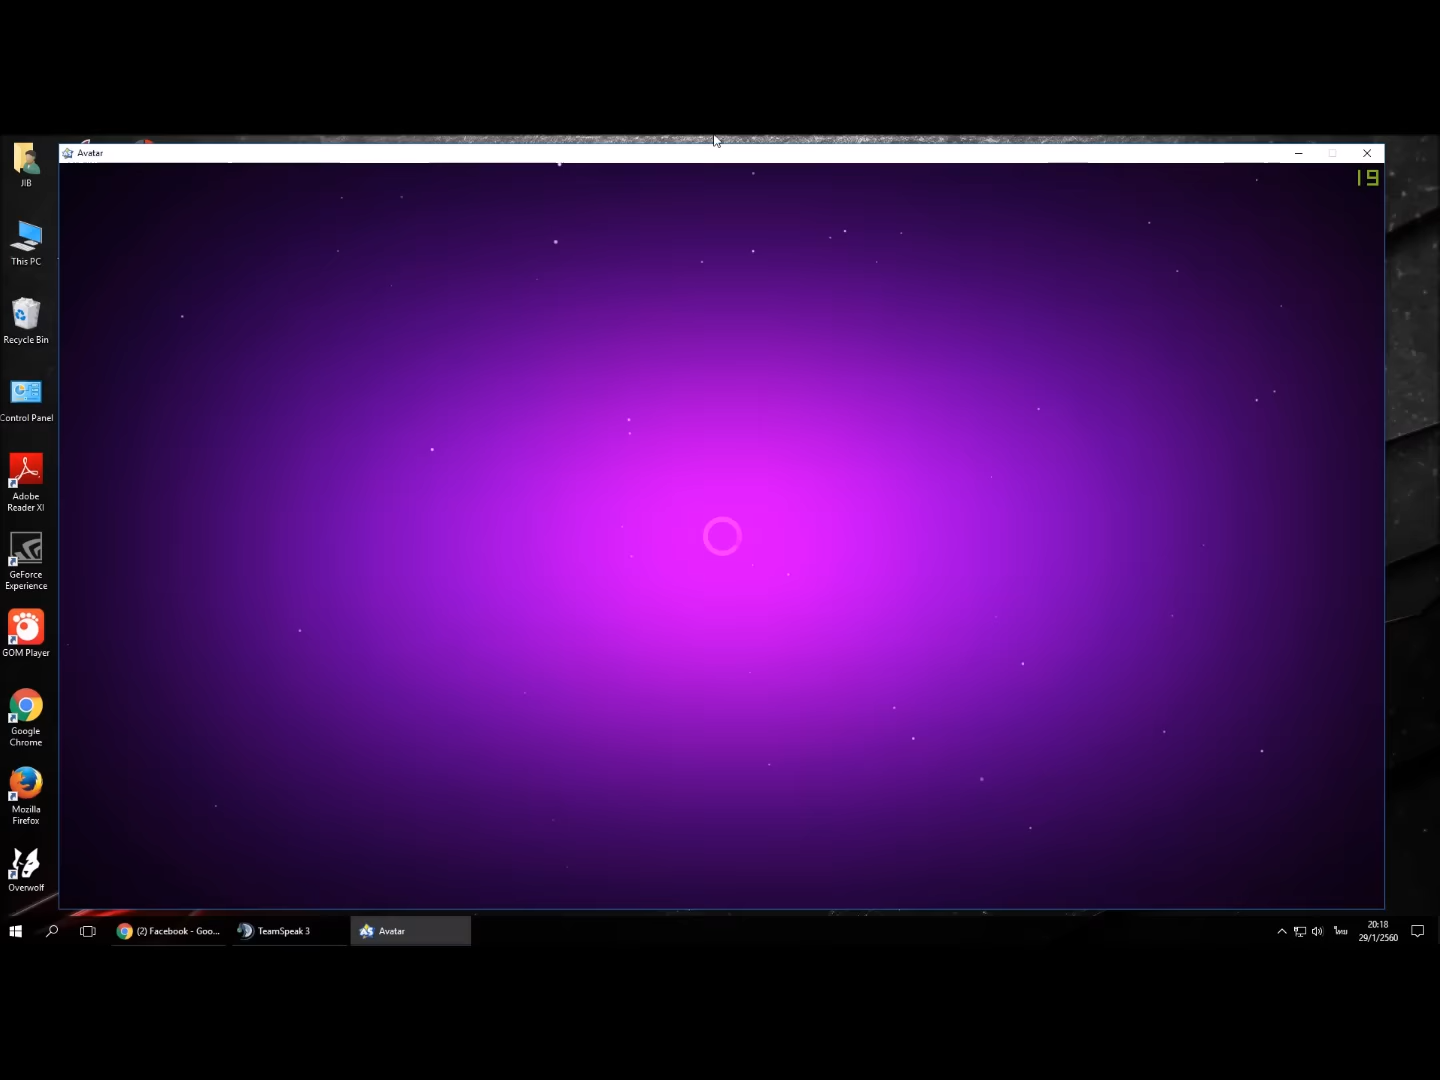 Avatar
19
JIB
This PC
Recycle Bin
Control Panel
Adobe
Reader XI
GeForce
Experience
GOM Player
Google
Chrome
Mozilla
Firefox
Overwolf
(2) Facebook - Goo...
TeamSpeak 3
Avatar
ไทย
20:18
29/1/2560